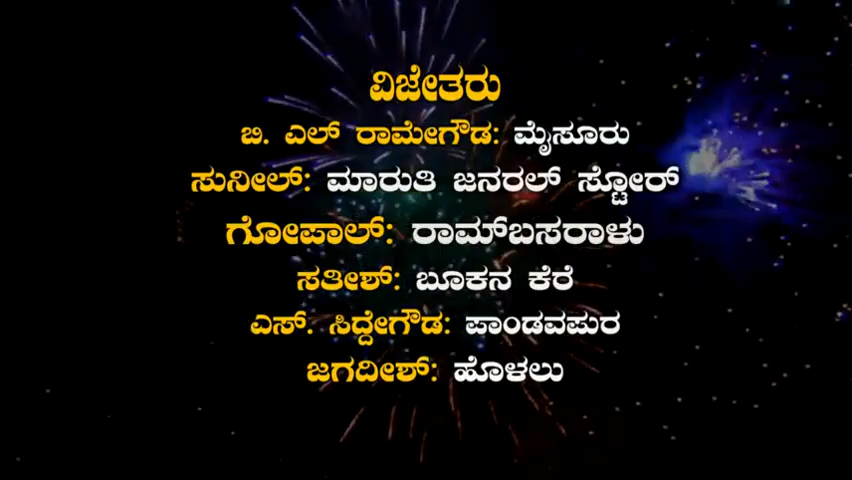 ವಿಜೇತರು
ಬಿ. ಎಲ್ ರಾಮೇಗೌಡ: ಮೈಸೂರು
ಸುನೀಲ್: ಮಾರುತಿ ಜನರಲ್ ಸ್ಟೋರ್
ಗೋಪಾಲ್: ರಾಮ್‌ಬಸರಾಳು
ಸತೀಶ್: ಬೂಕನ ಕೆರೆ
ಎಸ್. ಸಿದ್ದೇಗೌಡ: ಪಾಂಡವಪುರ
ಜಗದೀಶ್: ಹೊಳಲು